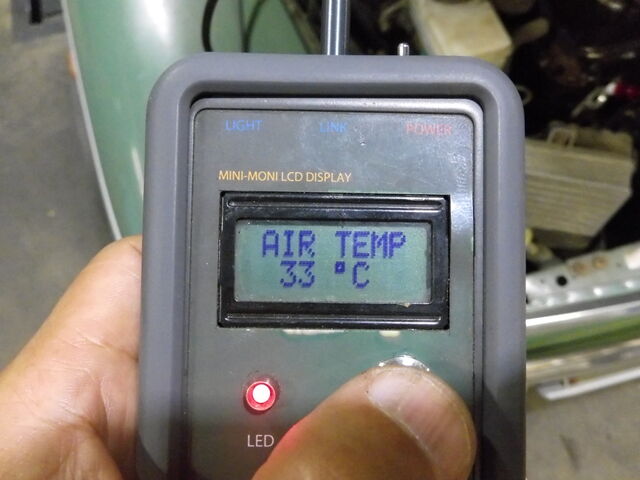 LIGHT LINK POWER
MINI-MONI LCD DISPLAY
AIR TEMP
33 °C
LED